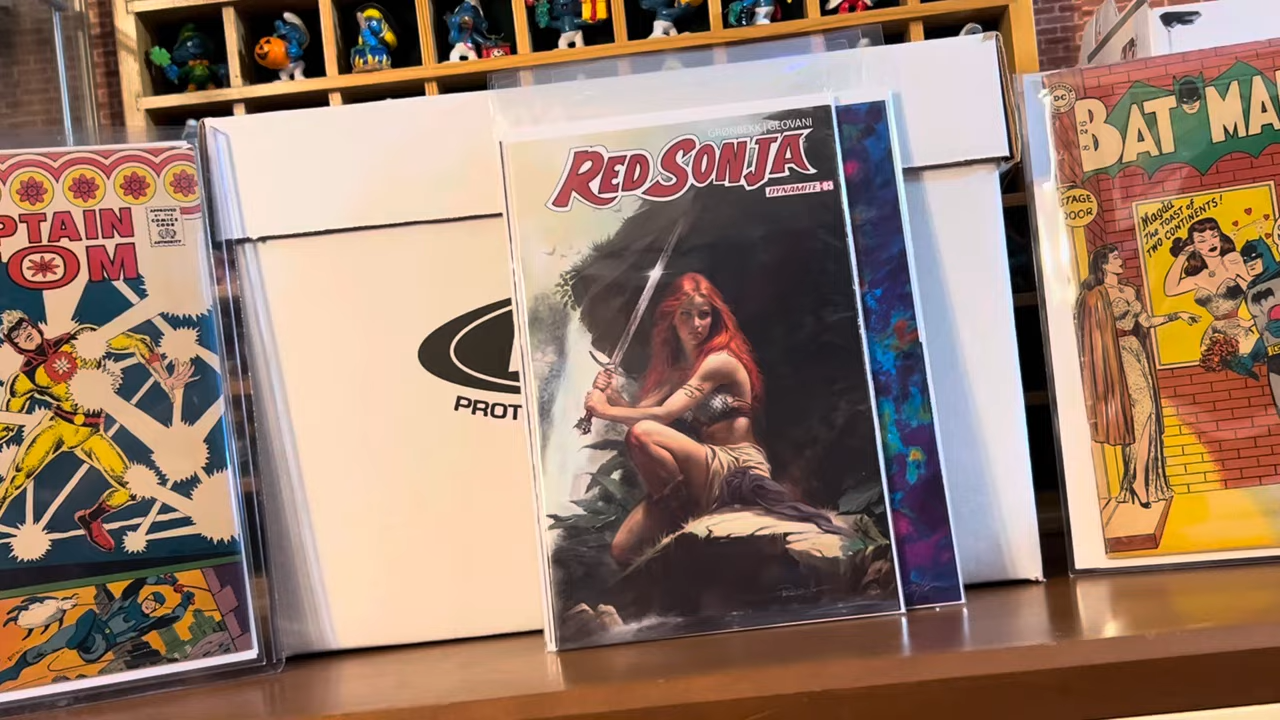 PTAIN
OM
APPROVED
BY THE
COMICS
CODE
AUTHORITY
PROT
GRØNBEKK | GEOVANI
RED SONJA
DYNAMITE 03
DC
BATMA
STAGE
DOOR
Magda
The TOAST OF
TWO CONTINENTS!